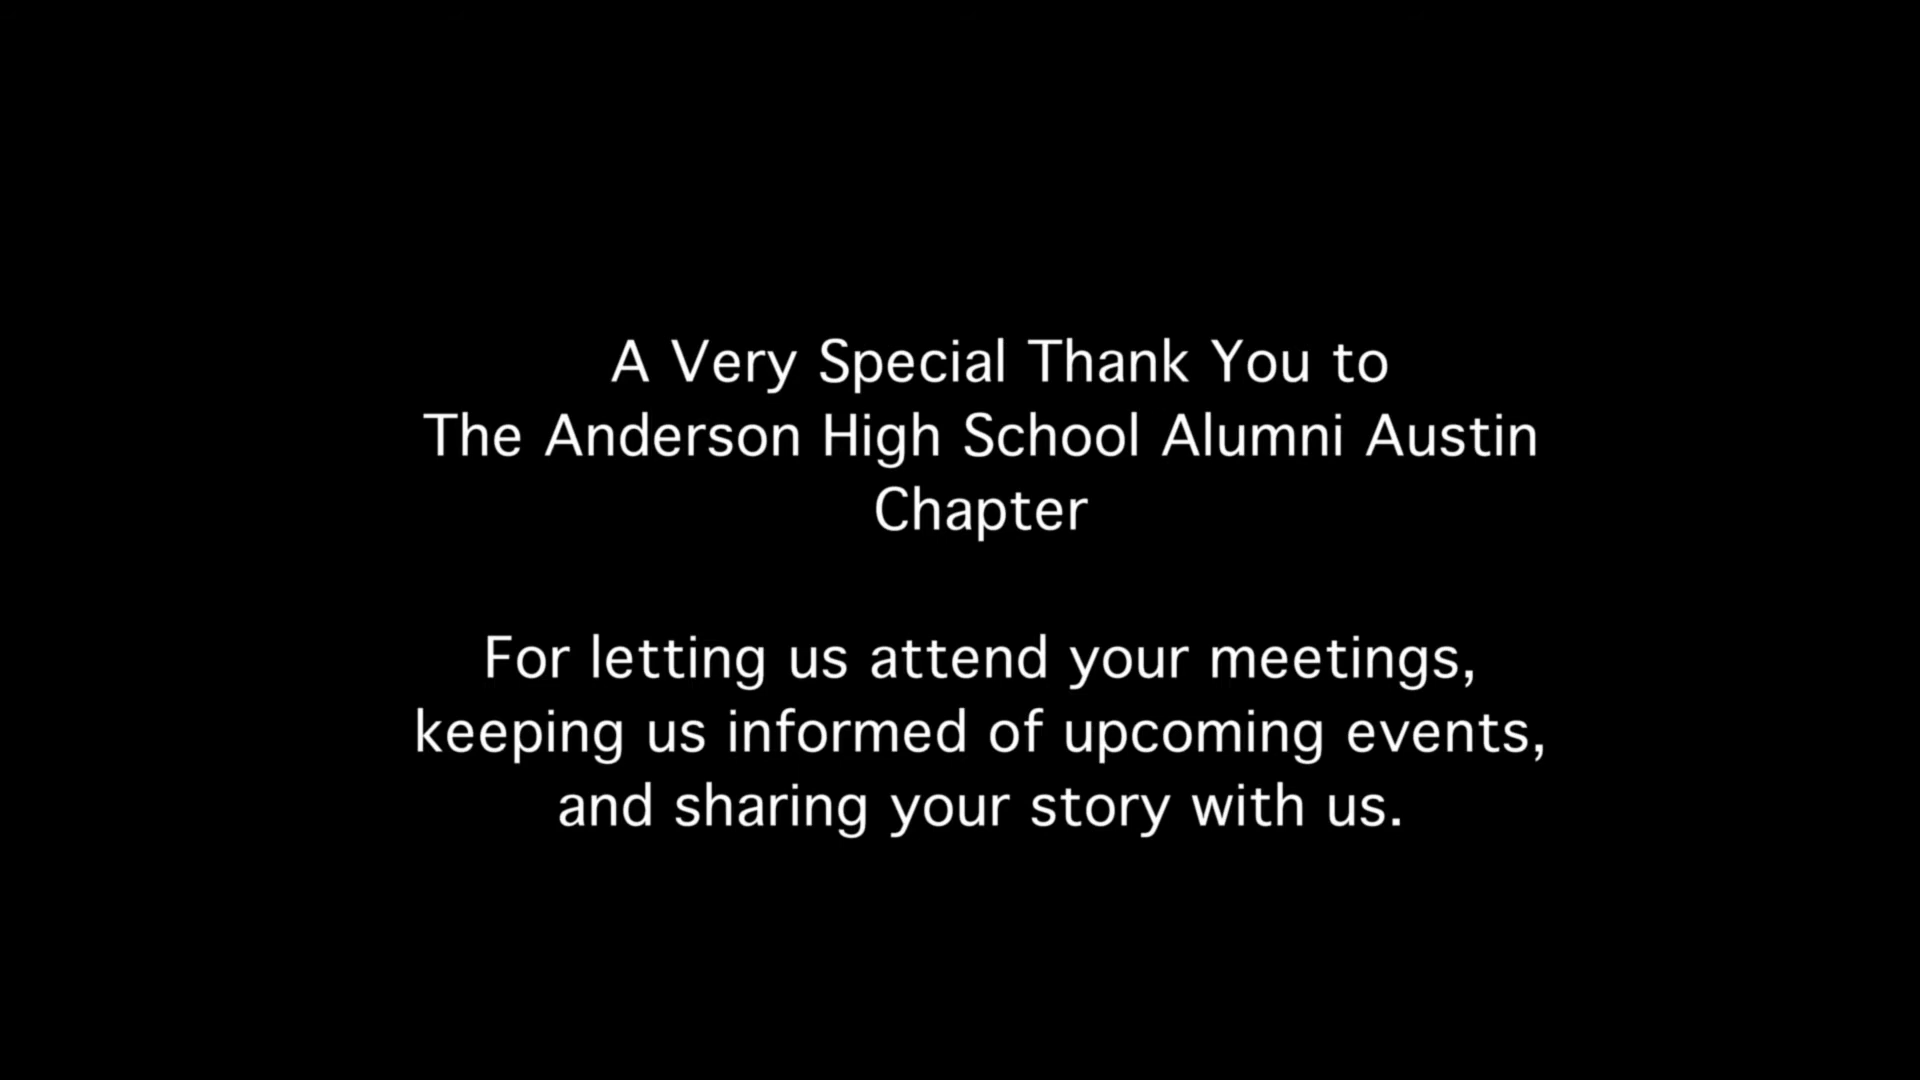 A Very Special Thank You to
The Anderson High School Alumni Austin
Chapter
For letting us attend your meetings,
keeping us informed of upcoming events,
and sharing your story with us.